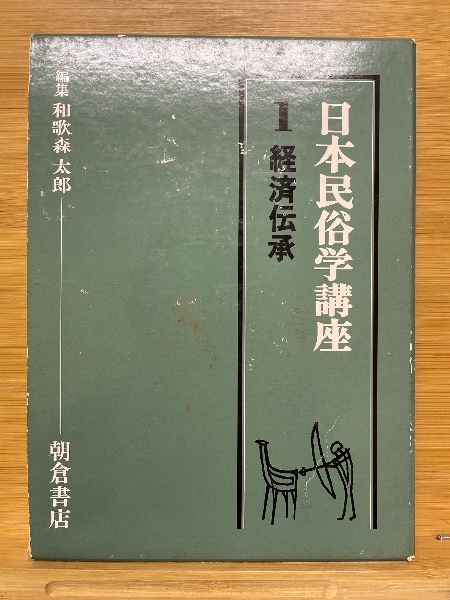 日本民俗学講座
1 経済伝承
編集 和歌森太郎
朝倉書店